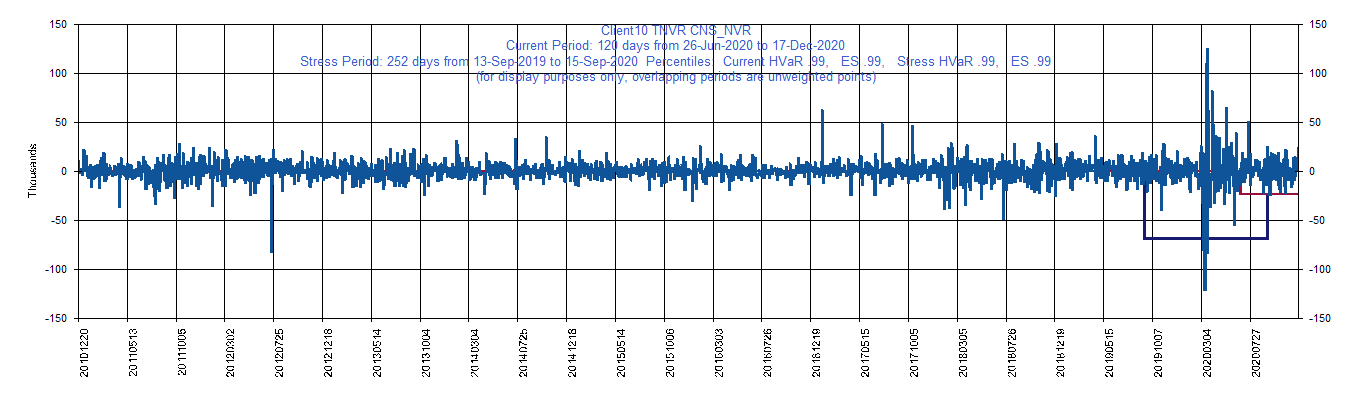 Client10 TNVR CNS_NVR
Current Period: 120 days from 26-Jun-2020 to 17-Dec-2020
Stress Period: 252 days from 13-Sep-2019 to 15-Sep-2020 Percentiles: Current HVaR .99, ES .99, Stress HVaR .99, ES .99
(for display purposes only, overlapping periods are unweighted points)
150 150
100 100
50 50
0 0
-50 -50
-100 -100
-150 -150
Thousands
20101220 20110513 20111005 20120302 20120725 20121218 20130514 20131004 20140304 20140725 20141218 20150514 20151006 20160303 20160726 20161219 20170515 20171005 20180305 20180726 20181219 20190515 20191007 20200304 20200727